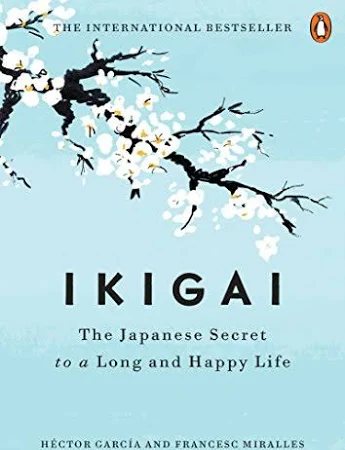 THE INTERNATIONAL BESTSELLER
IKIGAI
The Japanese Secret
to a Long and Happy Life
HÉCTOR GARCÍA AND FRANCESC MIRALLES